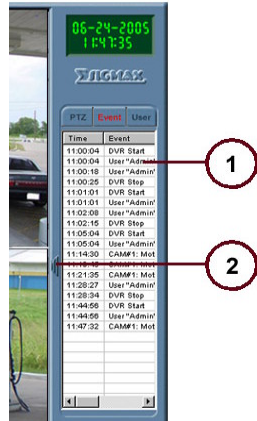 06-24-2005
11:47:35
PTZ Event User
Time Event
11:00:04 DVR Start
11:00:04 User "Admin'
11:00:18 User "Admin'
11:00:25 DVR Stop
11:01:01 DVR Start
11:01:01 User "Admin'
11:02:08 User "Admin'
11:02:15 DVR Stop
11:05:04 DVR Start
11:05:04 User "Admin'
11:14:30 CAM#1: Mot
CAM#1: Mot
11:21:35 CAM#1: Mot
11:28:27 User "Admin'
11:28:34 DVR Stop
11:44:56 DVR Start
11:44:56 User "Admin'
11:47:32 CAM#1: Mot
1
2